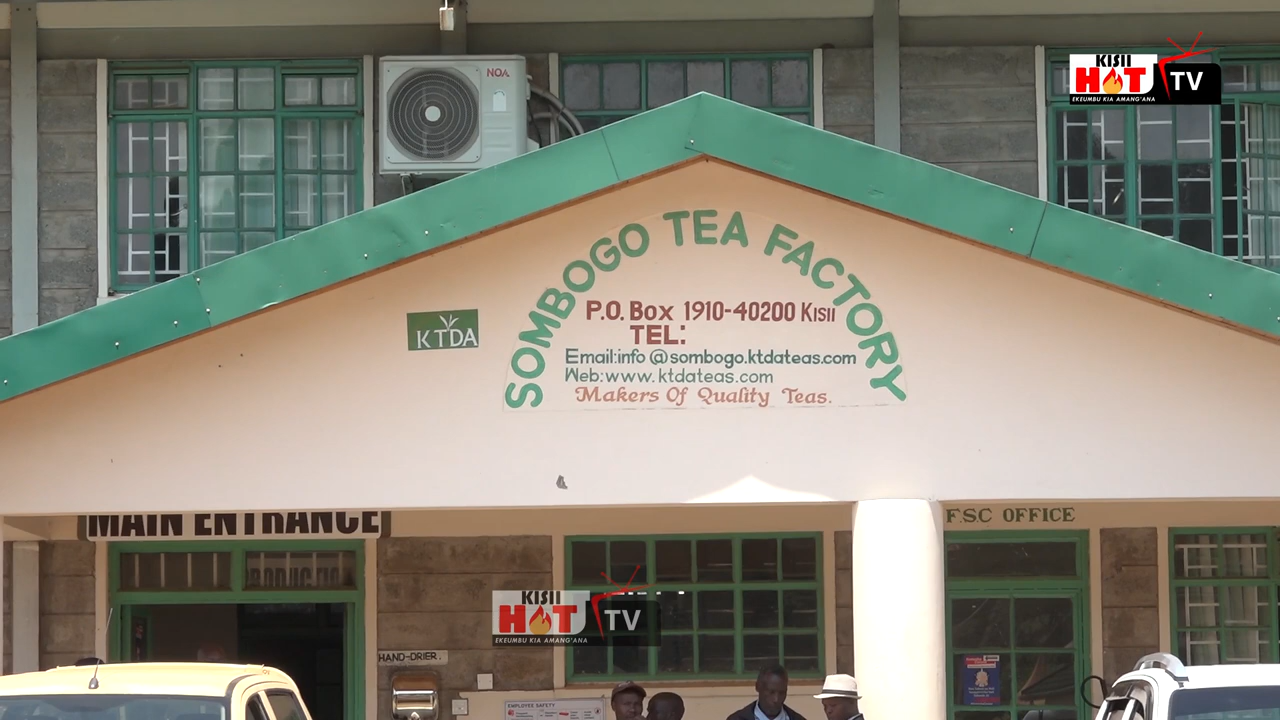 KISII
HOT TV
EKEUMBU KIA AMANG'ANA
NOA
SOMBOGO TEA FACTORY
KTDA
P.O. Box 1910-40200 Kisii
TEL:
Email:info@sombogo.ktdateas.com
Web:www.ktdateas.com
Makers Of Quality Teas.
MAIN ENTRANCE
F.S.C OFFICE
KISII
HOT TV
EKEUMBU KIA AMANG'ANA
HAND-DRIER.
EMPLOYEE SAFETY